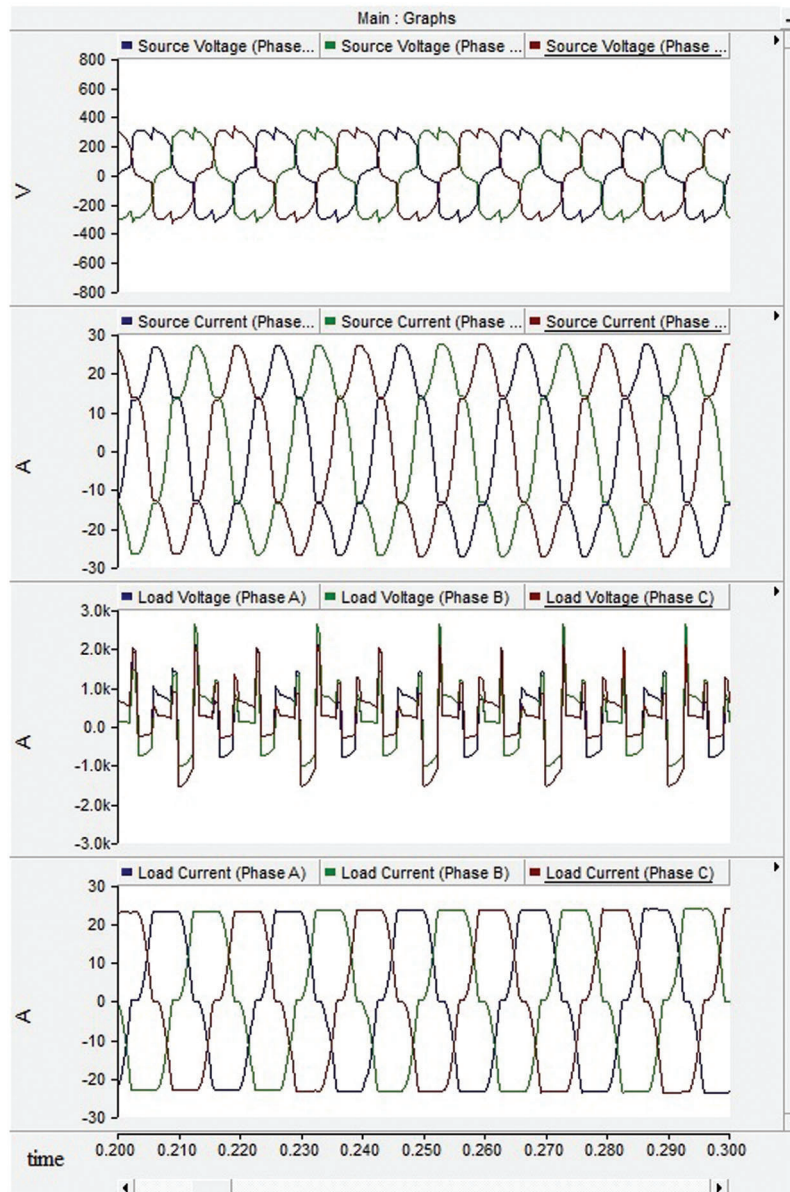 Main : Graphs
Source Voltage (Phase... Source Voltage (Phase ... Source Voltage (Phase ...
800
600
400
200
0
-200
-400
-600
-800
V
Source Current (Phase... Source Current (Phase ... Source Current (Phase ...
30
20
10
0
-10
-20
-30
A
Load Voltage (Phase A) Load Voltage (Phase B) Load Voltage (Phase C)
3.0k
2.0k
1.0k
0.0
-1.0k
-2.0k
-3.0k
A
Load Current (Phase A) Load Current (Phase B) Load Current (Phase C)
30
20
10
0
-10
-20
-30
A
time 0.200 0.210 0.220 0.230 0.240 0.250 0.260 0.270 0.280 0.290 0.300